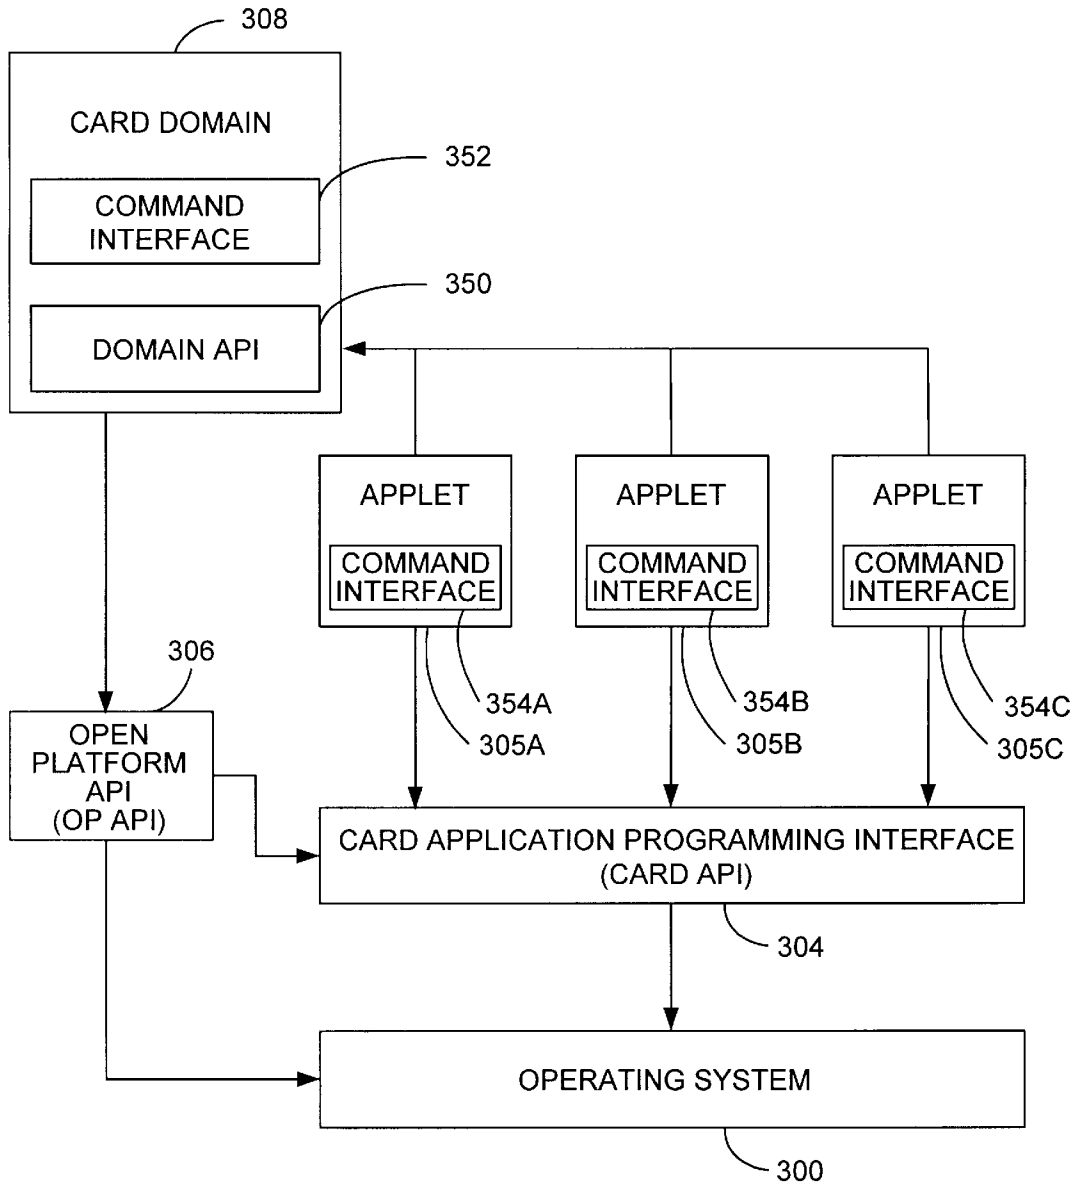 308
CARD DOMAIN
352
COMMAND
INTERFACE
350
DOMAIN API
APPLET
COMMAND
INTERFACE
APPLET
COMMAND
INTERFACE
APPLET
COMMAND
INTERFACE
306
354A
354B
354C
305A
305B
305C
OPEN
PLATFORM
API
(OP API)
CARD APPLICATION PROGRAMMING INTERFACE
(CARD API)
304
OPERATING SYSTEM
300